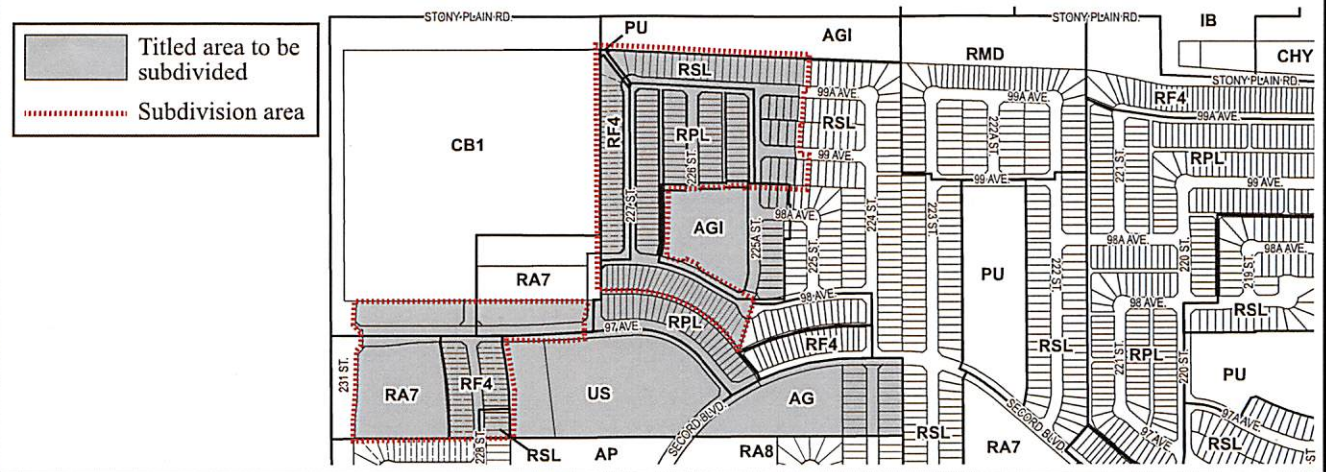 Titled area to be
subdivided
Subdivision area
STONY PLAIN RD.
STONY PLAIN RD.
IB
PU
AGI
RMD
CHY
STONY PLAIN RD.
RSL
99A AVE.
99A AVE.
RF4
99A AVE.
CB1
RF4
RPL
RSL
222A ST.
221 ST.
226 ST.
99 AVE.
RPL
99 AVE.
99 AVE.
227 ST.
AGI
225A ST.
98A AVE.
225 ST.
224 ST.
223 ST.
PU
222 ST.
98A AVE.
220 ST.
98A AVE.
219 ST.
RA7
98 AVE.
98 AVE.
RSL
97 AVE.
RPL
RF4
RSL
221 ST.
RPL
220 ST.
PU
231 ST.
RA7
RF4
US
AG
SECORD BLVD.
SECORD BLVD.
97A AVE.
97 AVE.
228 ST.
RSL
AP
RA8
RSL
RA7
RSL
ST